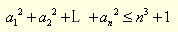 a₁² + a₂² + L + aₙ² ≤ n³ + 1